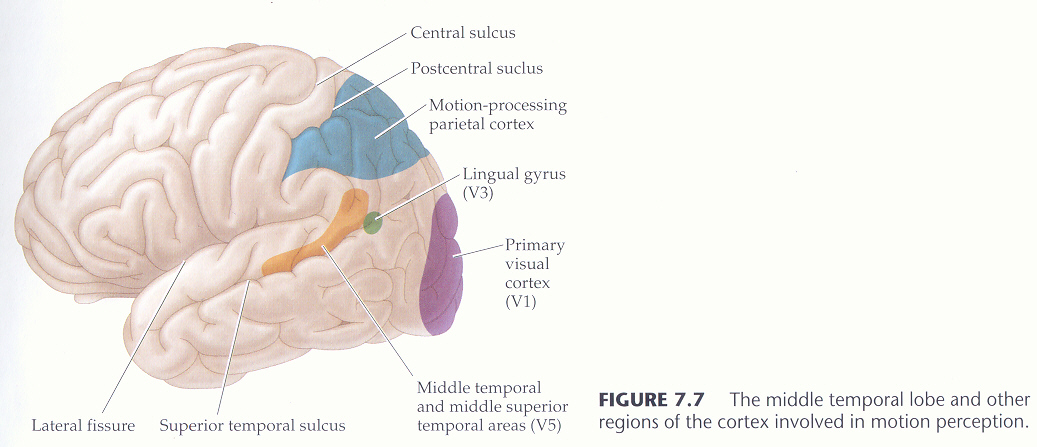 Central sulcus
Postcentral suclus
Motion-processing
parietal cortex
Lingual gyrus
(V3)
Primary
visual
cortex
(V1)
Middle temporal
and middle superior
temporal areas (V5)
Lateral fissure
Superior temporal sulcus
FIGURE 7.7 The middle temporal lobe and other
regions of the cortex involved in motion perception.